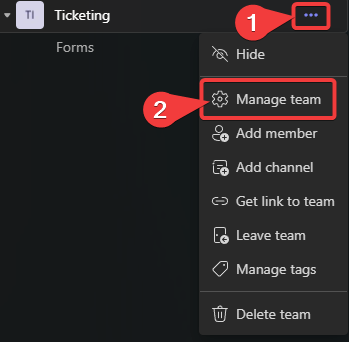 TI Ticketing ... 1
Forms
Hide
2 Manage team
Add member
Add channel
Get link to team
Leave team
Manage tags
Delete team